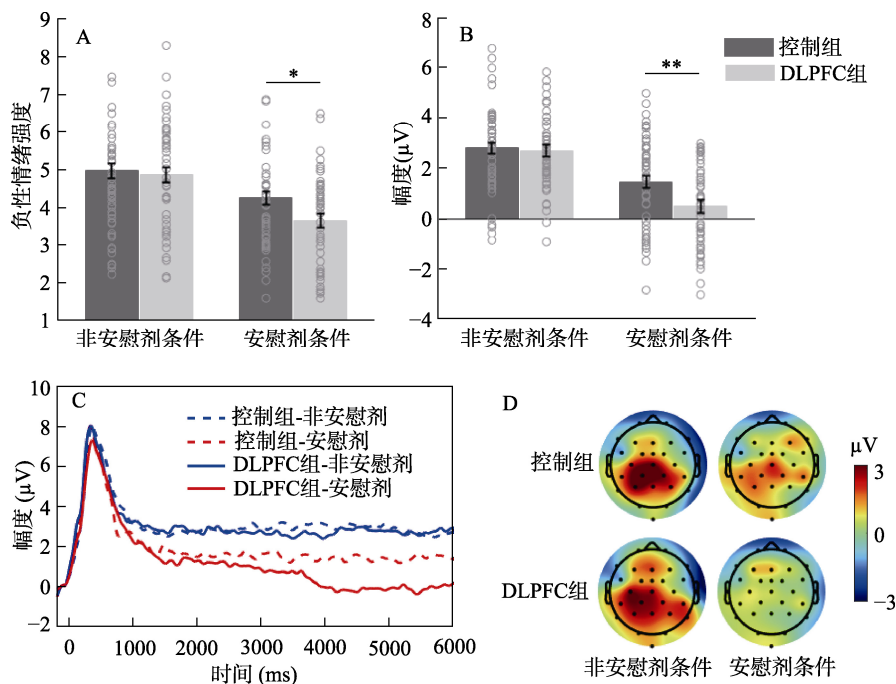 A
负性情绪强度
9
8
7
6
5
4
3
2
1
*
非安慰剂条件
安慰剂条件
B
幅度(μV)
8
6
4
2
0
−2
−4
**
非安慰剂条件
安慰剂条件
控制组
DLPFC组
C
幅度 (μV)
10
8
6
4
2
0
−2
控制组-非安慰剂
控制组-安慰剂
DLPFC组-非安慰剂
DLPFC组-安慰剂
0
1000
2000
3000
4000
5000
6000
时间 (ms)
D
控制组
DLPFC组
非安慰剂条件
安慰剂条件
μV
3
0
−3